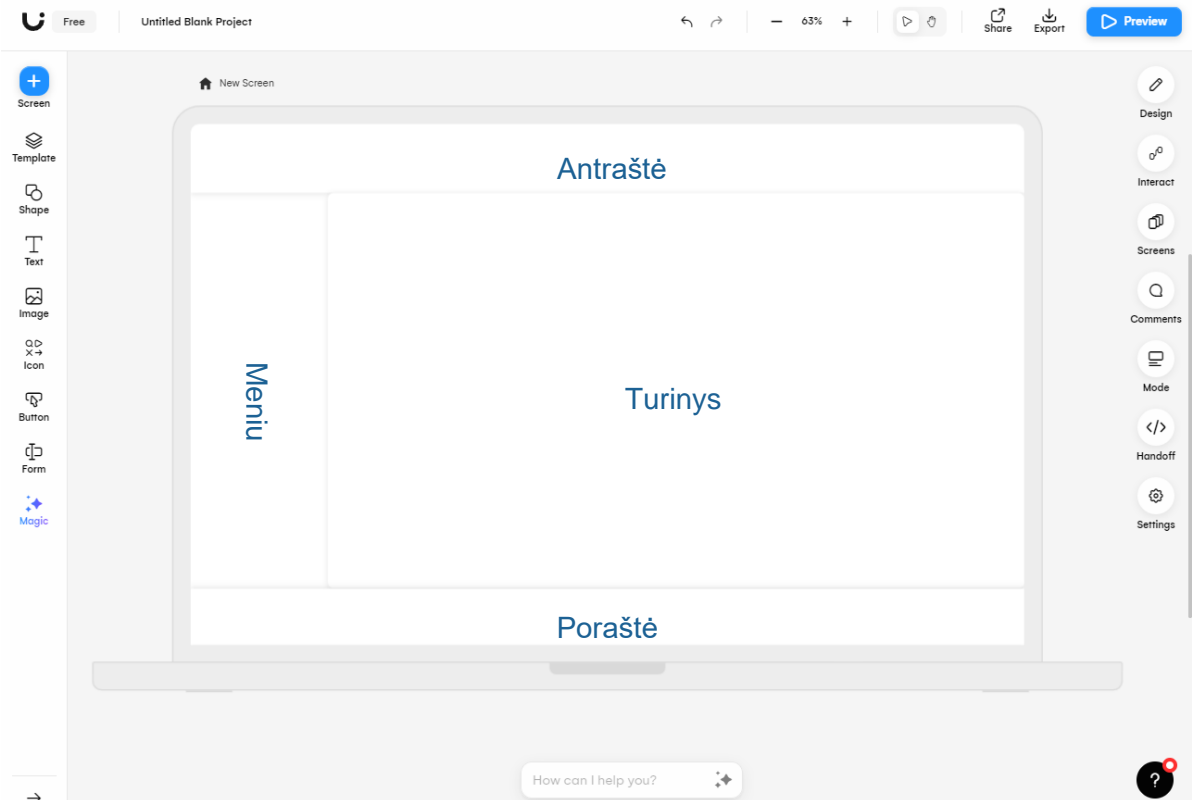 Free
Untitled Blank Project
63%
Share
Export
Preview
Screen
Template
Shape
Text
Image
Icon
Button
Form
Magic
New Screen
Antraštė
Meniu
Turinys
Poraštė
How can I help you?
Design
Interact
Screens
Comments
Mode
Handoff
Settings
?